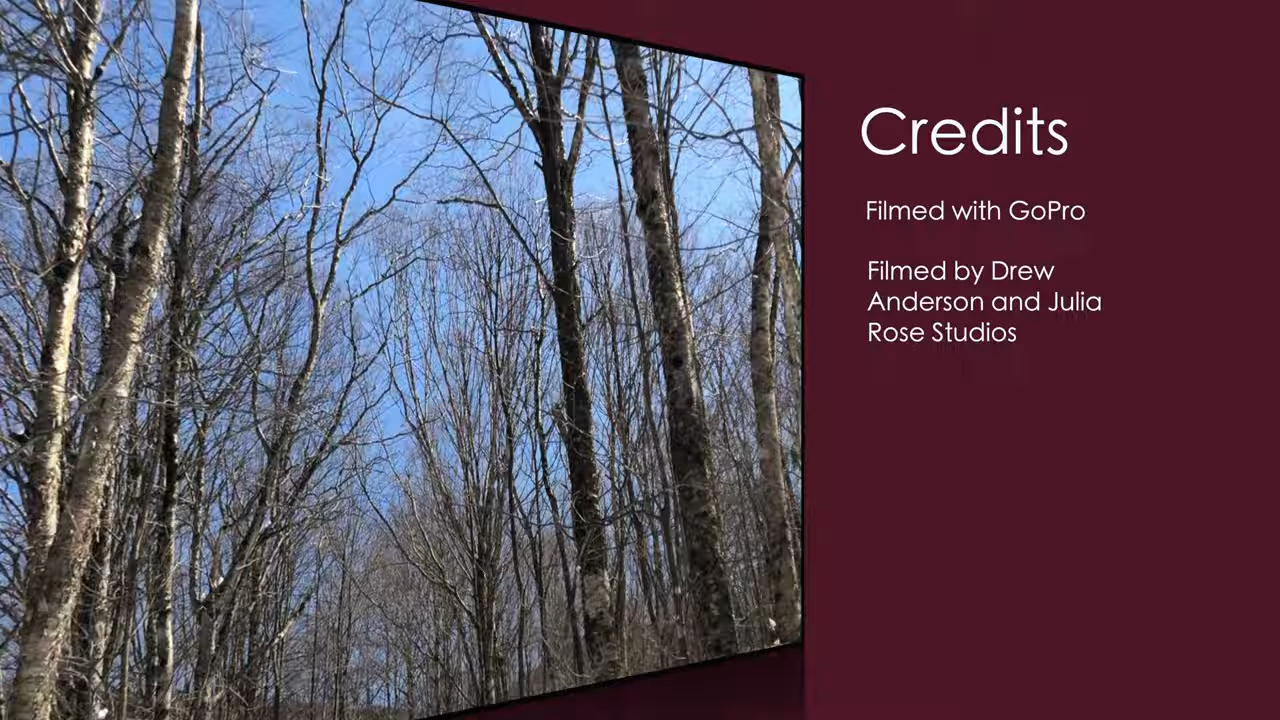 Credits
Filmed with GoPro
Filmed by Drew
Anderson and Julia
Rose Studios